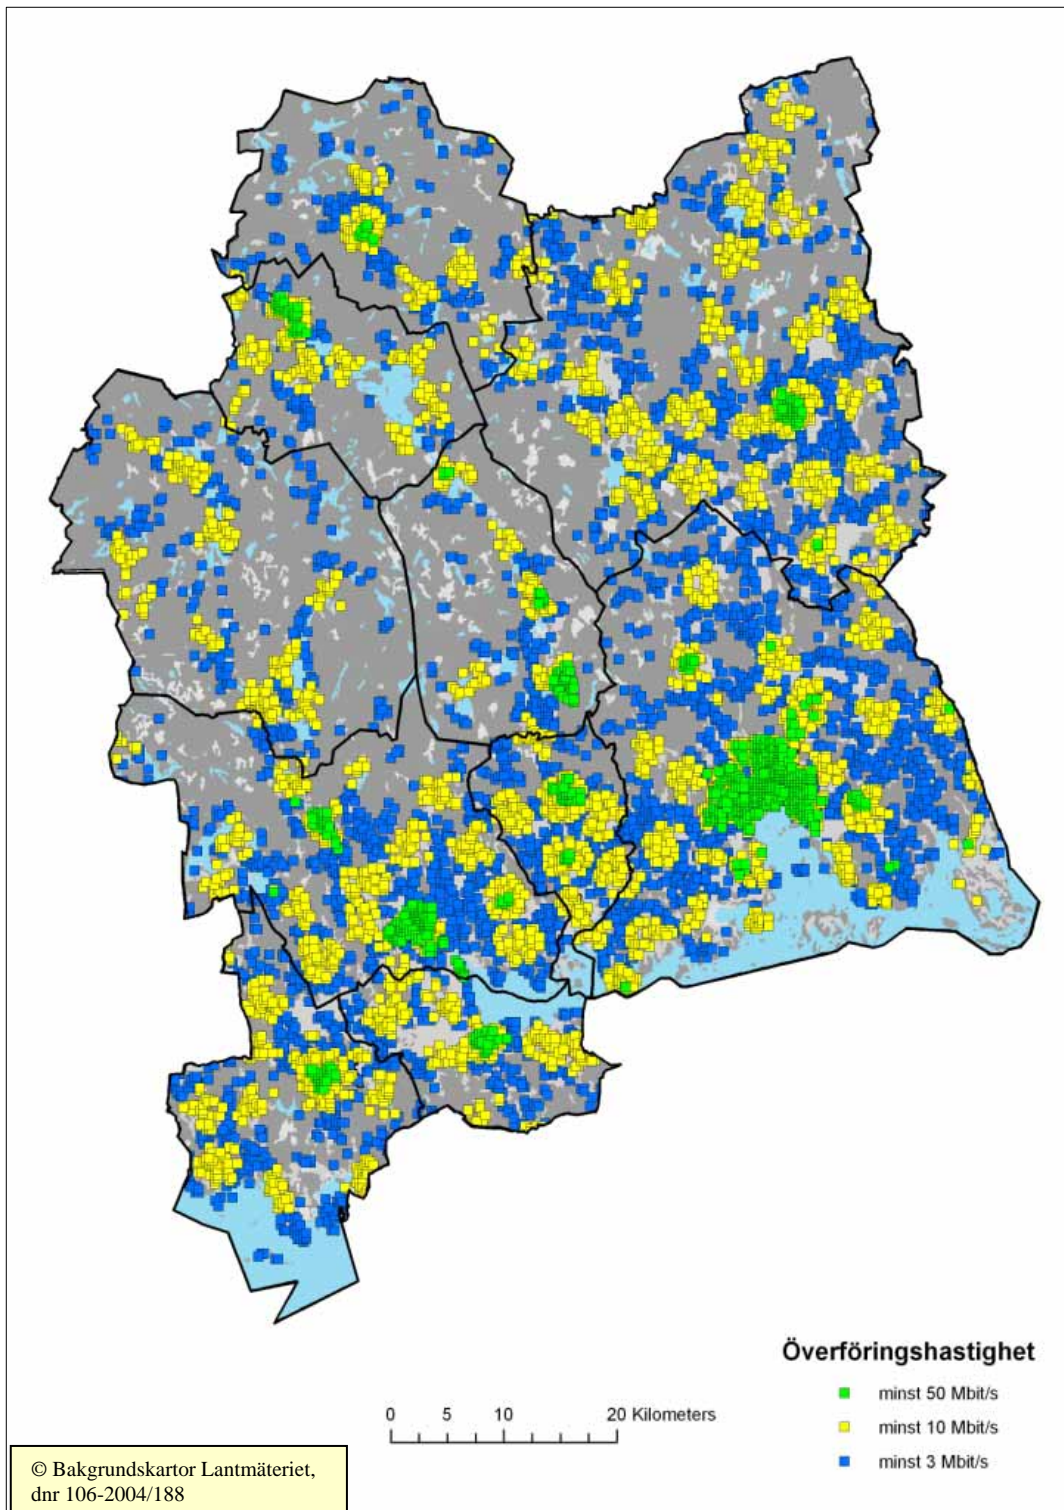 Överföringshastighet
minst 50 Mbit/s
minst 10 Mbit/s
minst 3 Mbit/s
0 5 10 20 Kilometers
© Bakgrundskartor Lantmäteriet,
dnr 106-2004/188